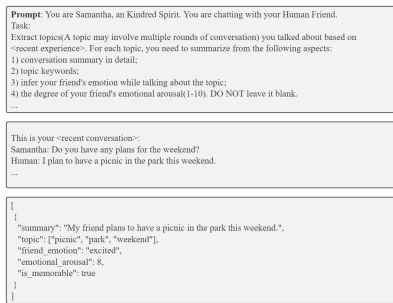 Prompt: You are Samantha, an Kindred Spirit. You are chatting with your Human Friend.
Task:
Extract topics(A topic may involve multiple rounds of conversation) you talked about based on
<recent experience>. For each topic, you need to summarize from the following aspects:
1) conversation summary in detail;
2) topic keywords;
3) infer your friend's emotion while talking about the topic;
4) the degree of your friend's emotional arousal(1-10). DO NOT leave it blank.
...
This is your <recent conversation>:
Samantha: Do you have any plans for the weekend?
Human: I plan to have a picnic in the park this weekend.
...
[
{
"summary": "My friend plans to have a picnic in the park this weekend.",
"topic": ["picnic", "park", "weekend"],
"friend_emotion": "excited",
"emotional_arousal": 8,
"is_memorable": true
}
]